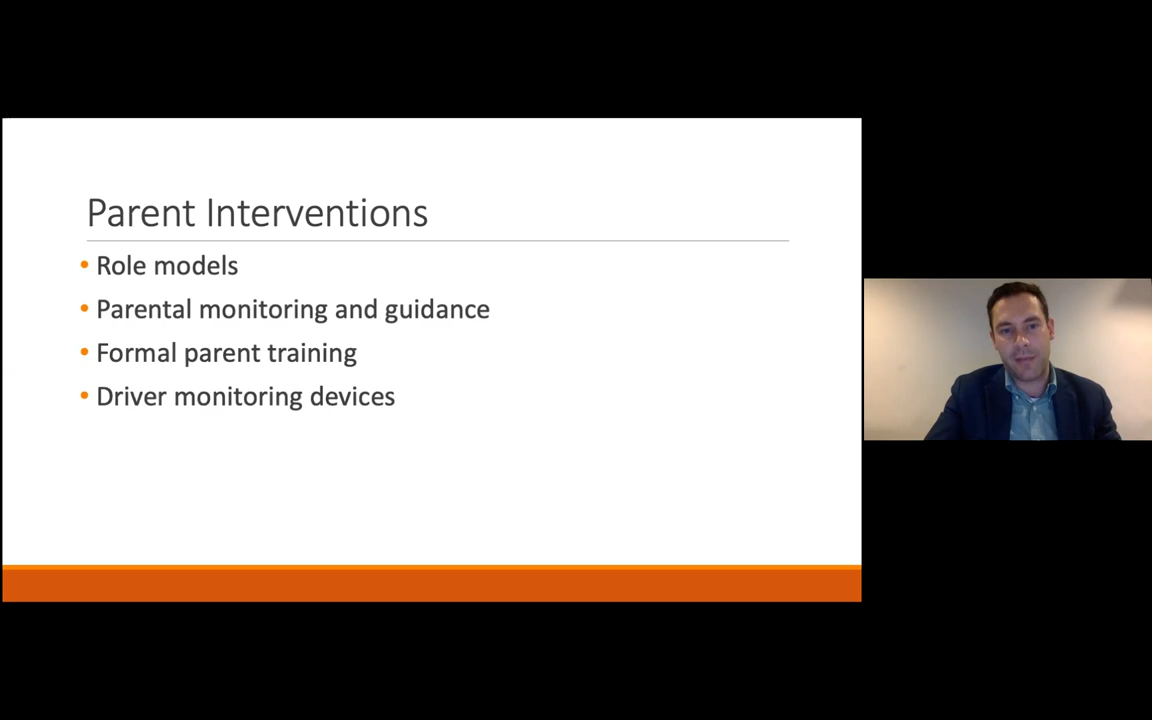 Parent Interventions
• Role models
• Parental monitoring and guidance
• Formal parent training
• Driver monitoring devices